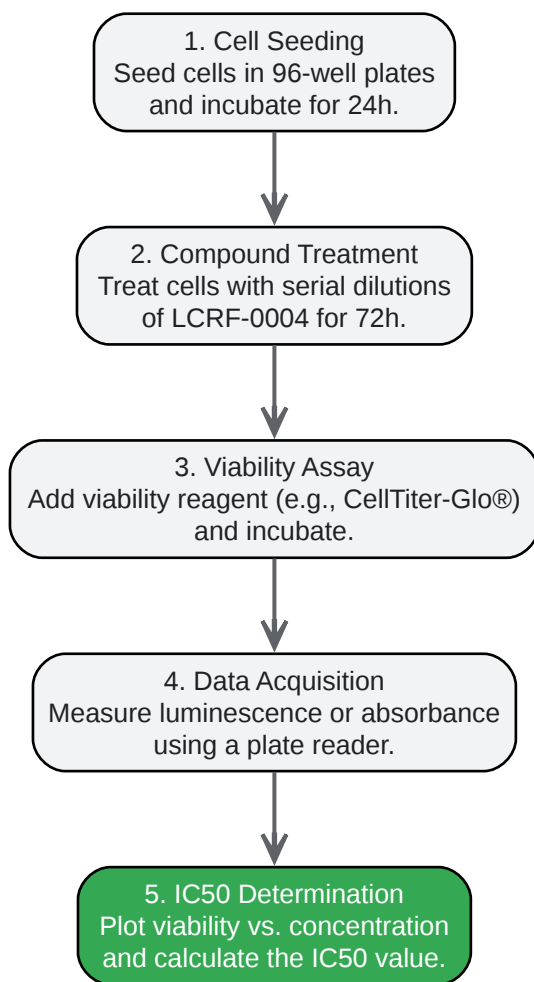 1. Cell Seeding
Seed cells in 96-well plates
and incubate for 24h.
2. Compound Treatment
Treat cells with serial dilutions
of LCRF-0004 for 72h.
3. Viability Assay
Add viability reagent (e.g., CellTiter-Glo®)
and incubate.
4. Data Acquisition
Measure luminescence or absorbance
using a plate reader.
5. IC50 Determination
Plot viability vs. concentration
and calculate the IC50 value.